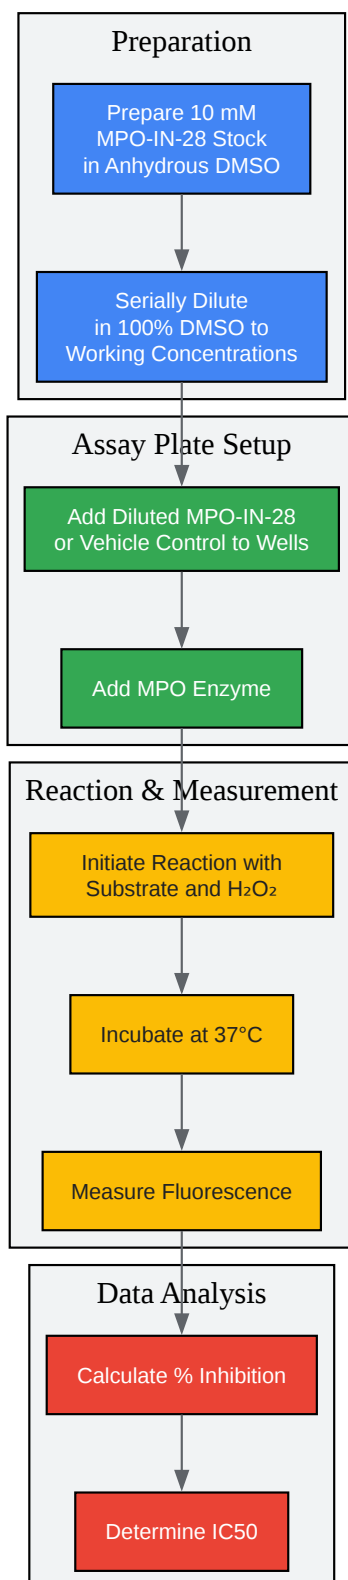 Preparation
Prepare 10 mM
MPO-IN-28 Stock
in Anhydrous DMSO
Serially Dilute
in 100% DMSO to
Working Concentrations
Assay Plate Setup
Add Diluted MPO-IN-28
or Vehicle Control to Wells
Add MPO Enzyme
Reaction & Measurement
Initiate Reaction with
Substrate and H₂O₂
Incubate at 37°C
Measure Fluorescence
Data Analysis
Calculate % Inhibition
Determine IC50